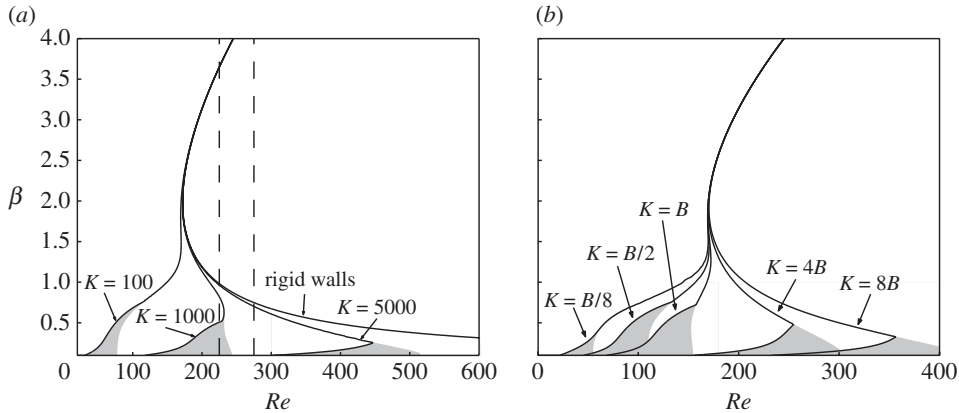 (a)
(b)
4.0
3.5
3.0
2.5
β
2.0
1.5
1.0
0.5
K = 100
K = 1000
rigid walls
K = 5000
0
100
200
300
400
500
600
Re
K = B
K = B/2
K = B/8
K = 4B
K = 8B
0
100
200
300
400
Re